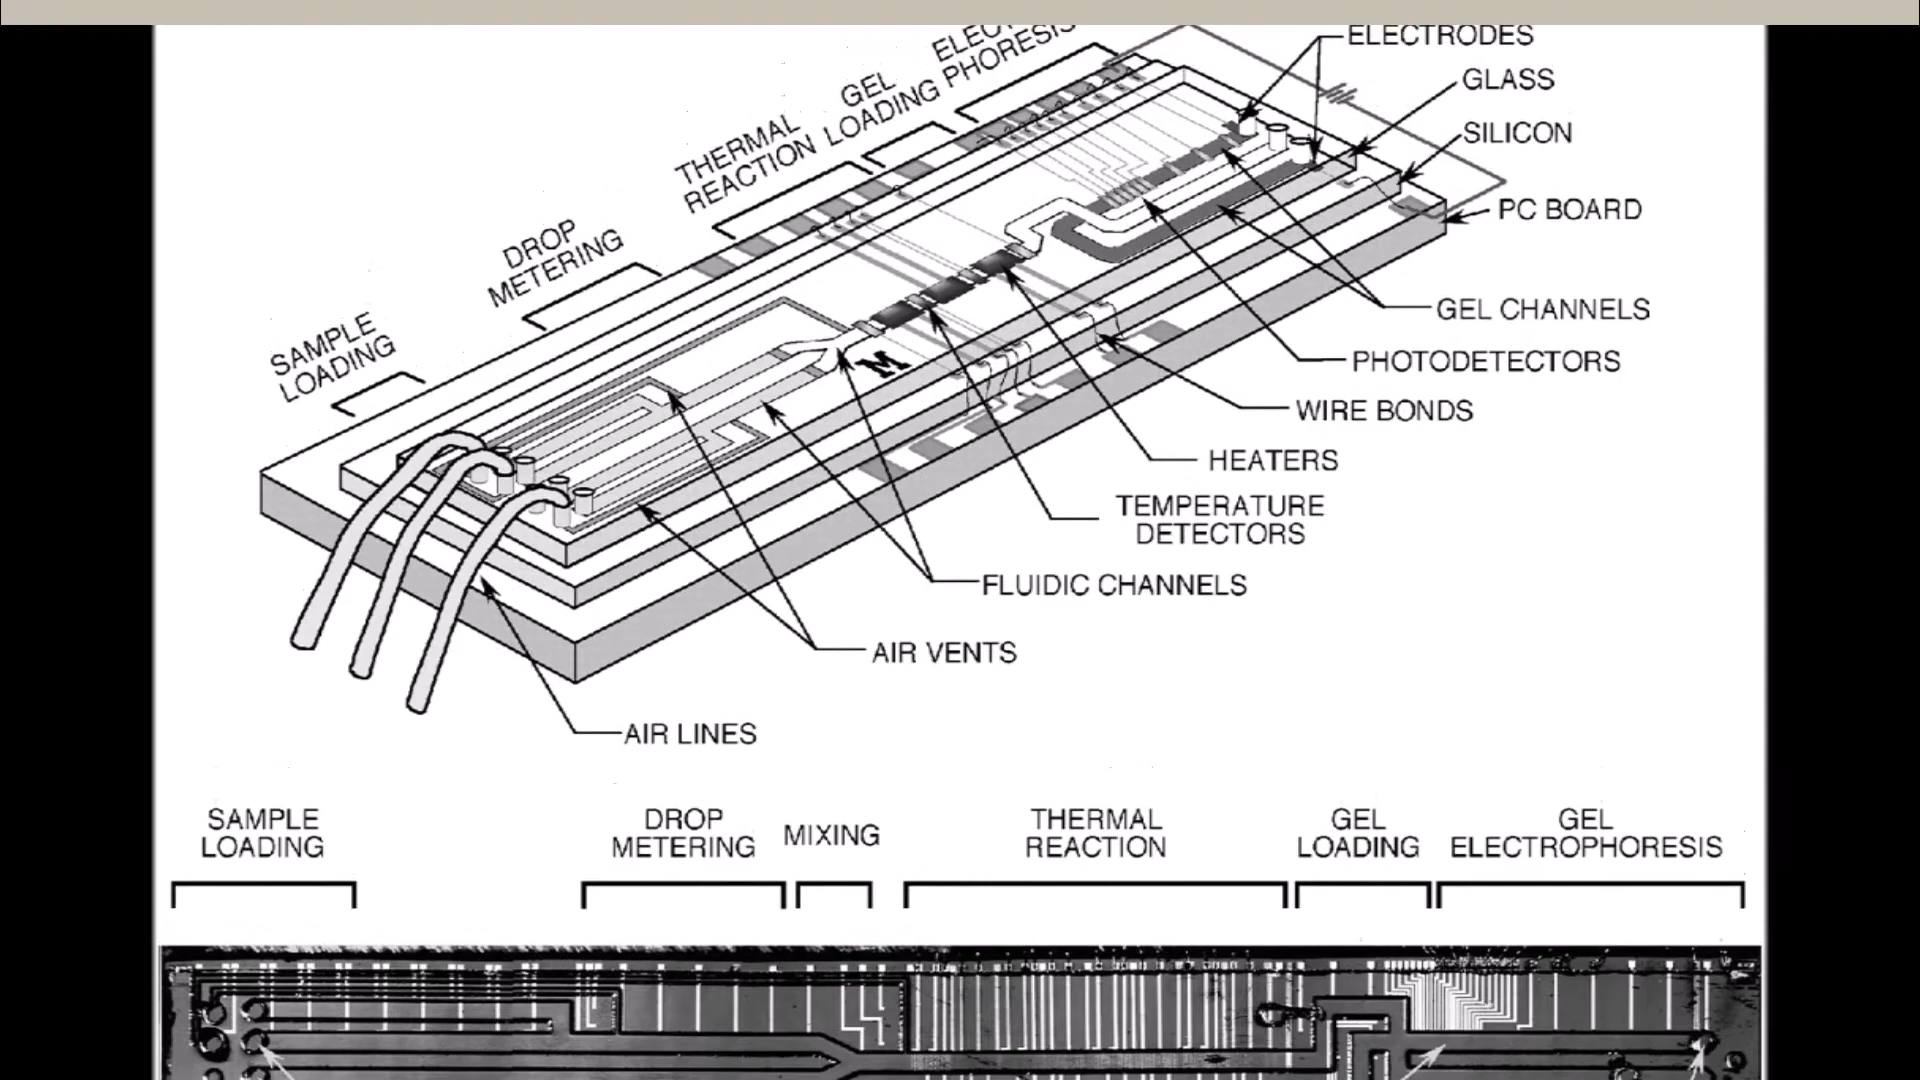 ELECTRO
PHORESIS
GEL
LOADING
THERMAL
REACTION
DROP
METERING
SAMPLE
LOADING
ELECTRODES
GLASS
SILICON
PC BOARD
GEL CHANNELS
PHOTODETECTORS
WIRE BONDS
HEATERS
TEMPERATURE
DETECTORS
FLUIDIC CHANNELS
AIR VENTS
AIR LINES
M
SAMPLE
LOADING
DROP
METERING
MIXING
THERMAL
REACTION
GEL
LOADING
GEL
ELECTROPHORESIS